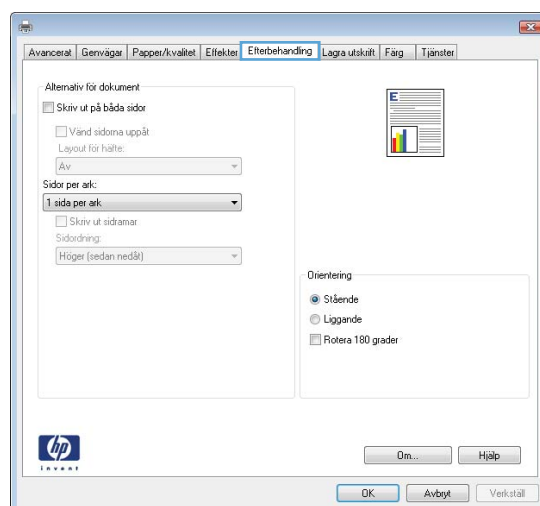 Avancerat Genvägar Papper/kvalitet Effekter Efterbehandling Lagra utskrift Färg Tjänster
Alternativ för dokument
Skriv ut på båda sidor
Vänd sidorna uppåt
Layout för häfte:
Av
Sidor per ark:
1 sida per ark
Skriv ut sidramar
Sidordning:
Höger (sedan nedåt)
E
Orientering
Stående
Liggande
Rotera 180 grader
hp
invent
Om... Hjälp
OK Avbryt Verkställ